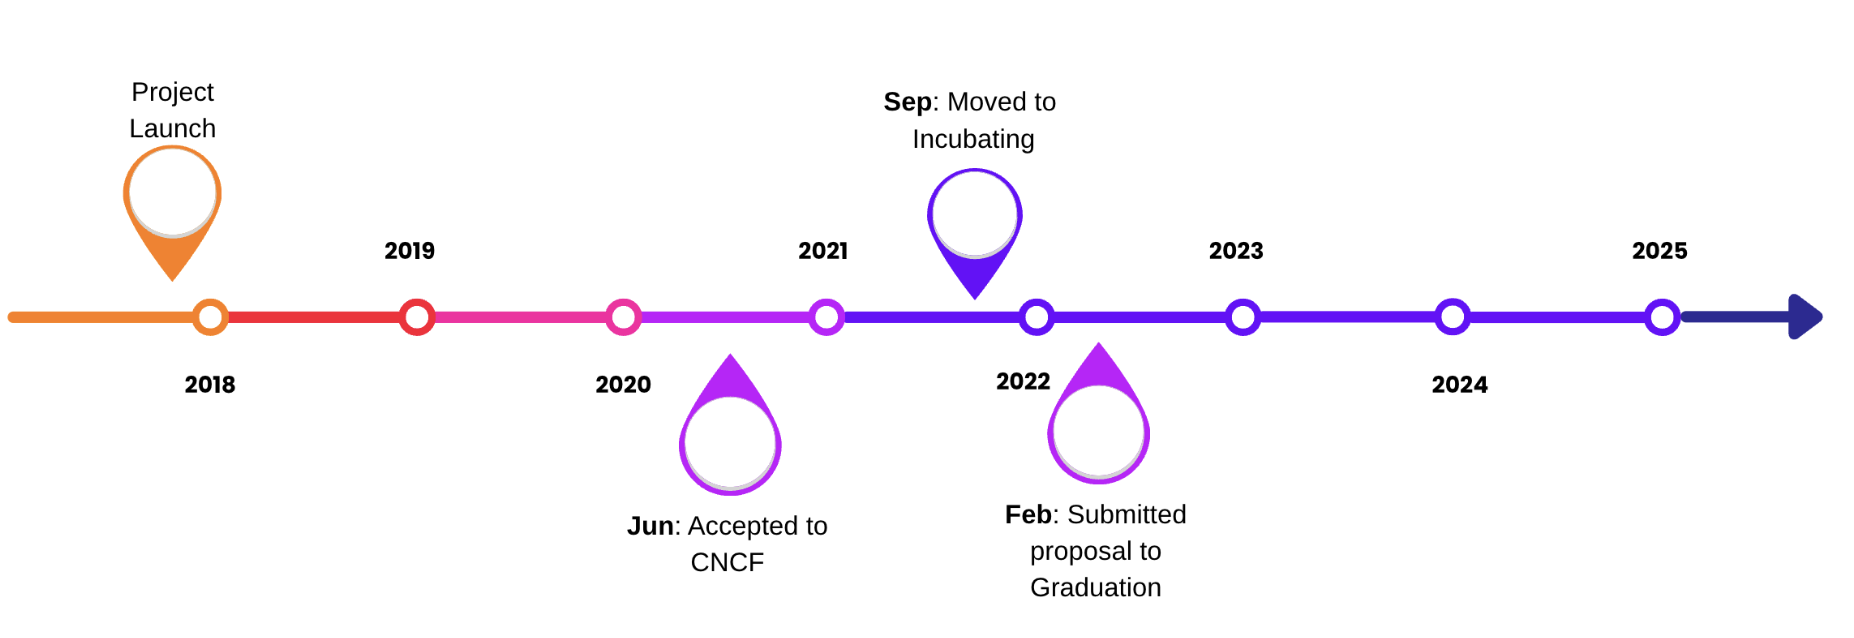 Project
Launch
Sep: Moved to
Incubating
2019
2021
2023
2025
2018
2020
2022
2024
Jun: Accepted to
CNCF
Feb: Submitted
proposal to
Graduation